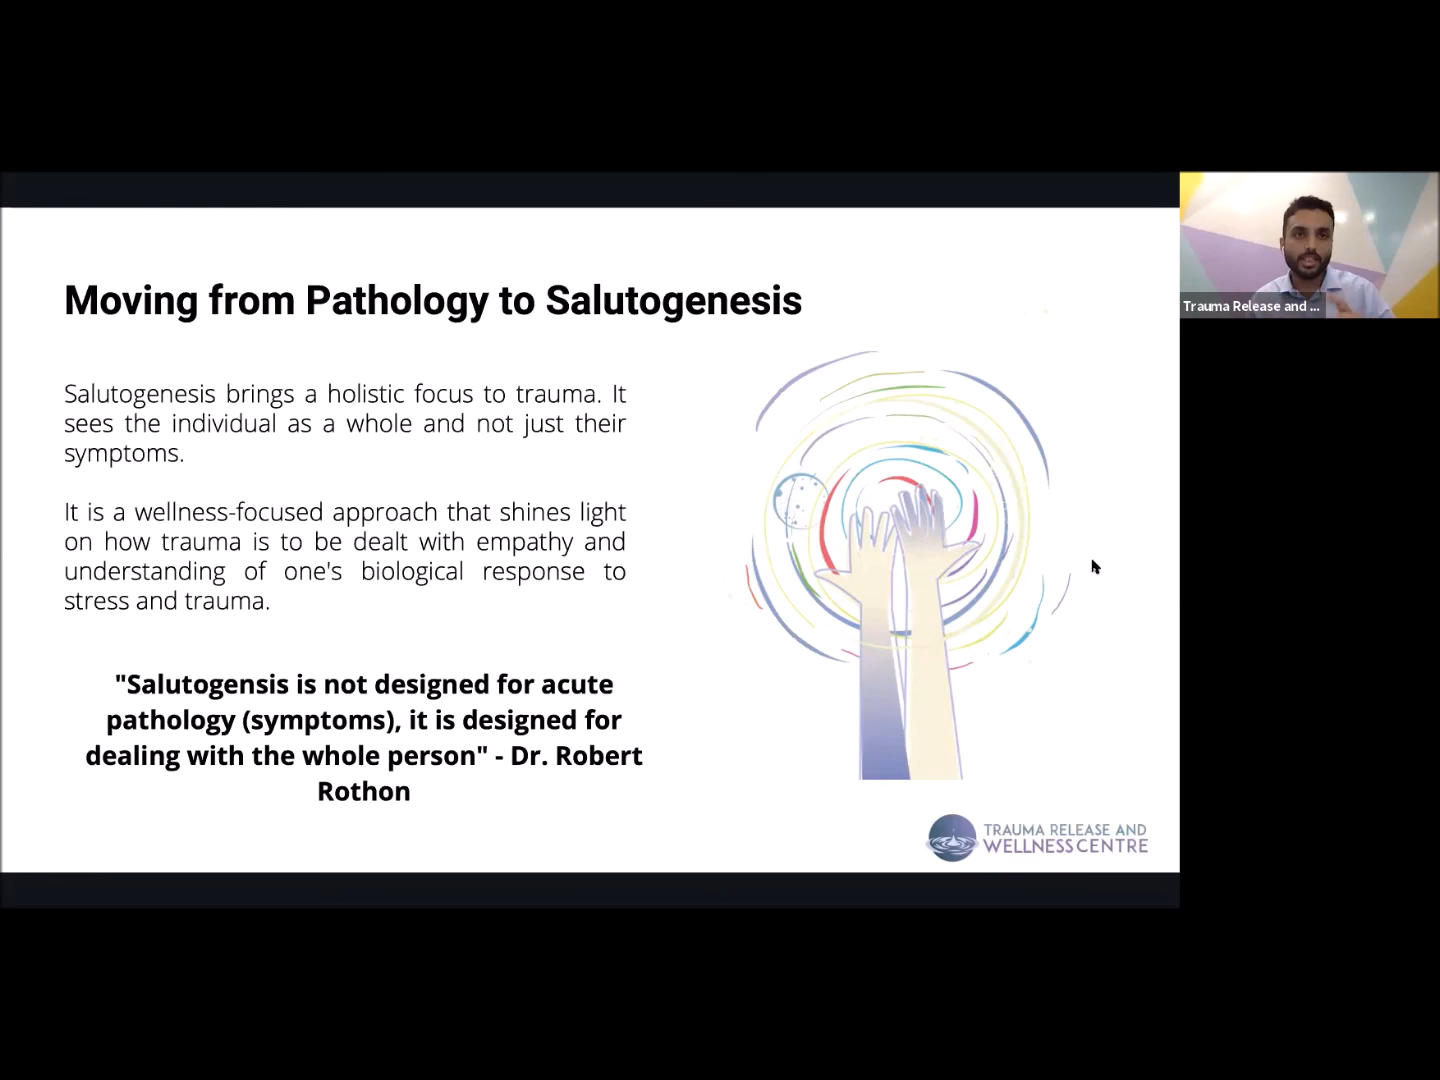 Moving from Pathology to Salutogenesis
Salutogenesis brings a holistic focus to trauma. It
sees the individual as a whole and not just their
symptoms.
It is a wellness-focused approach that shines light
on how trauma is to be dealt with empathy and
understanding of one's biological response to
stress and trauma.
"Salutogensis is not designed for acute
pathology (symptoms), it is designed for
dealing with the whole person" - Dr. Robert
Rothon
TRAUMA RELEASE AND
WELLNESS CENTRE
Trauma Release and ...